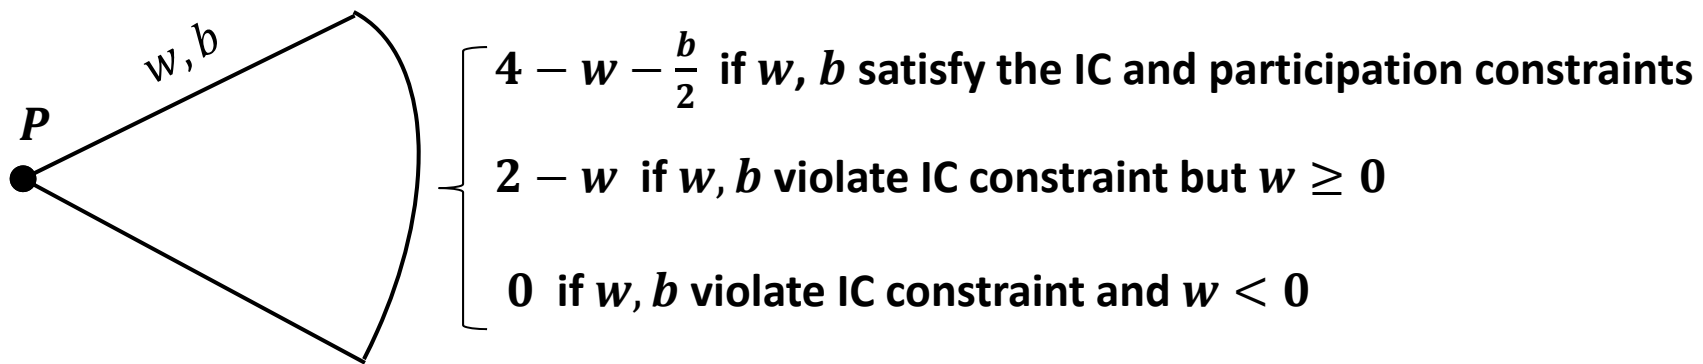 w, b
P
4 − w − b/2 if w, b satisfy the IC and participation constraints
2 − w if w, b violate IC constraint but w ≥ 0
0 if w, b violate IC constraint and w < 0